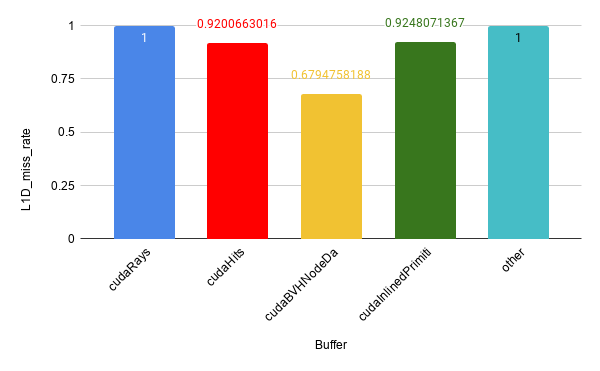 1
0.75
0.5
0.25
0
L1D_miss_rate
1
0.9200663016
0.6794758188
0.9248071367
1
cudaRays
cudaHits
cudaBVHNodeDa
cudaInlinedPrimiti
other
Buffer